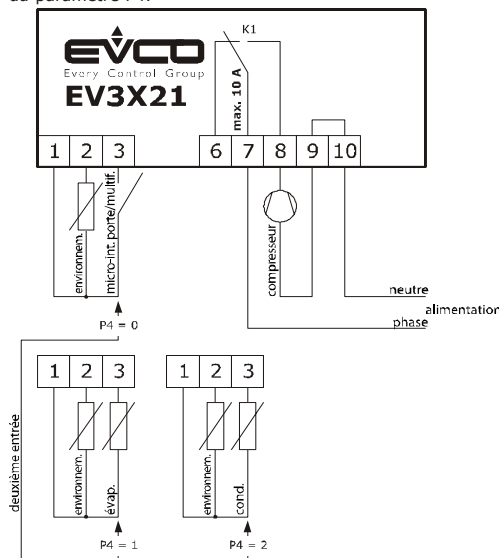 au paramètre P4.
EVCO
Every Control Group
EV3X21
K1
max. 10 A
1 2 3 6 7 8 9 10
environnem.
micro-int. porte/multif.
compresseur
neutre
alimentation
phase
P4 = 0
deuxième entrée
1 2 3 1 2 3
environnem.
évap.
environnem.
cond.
P4 = 1 P4 = 2